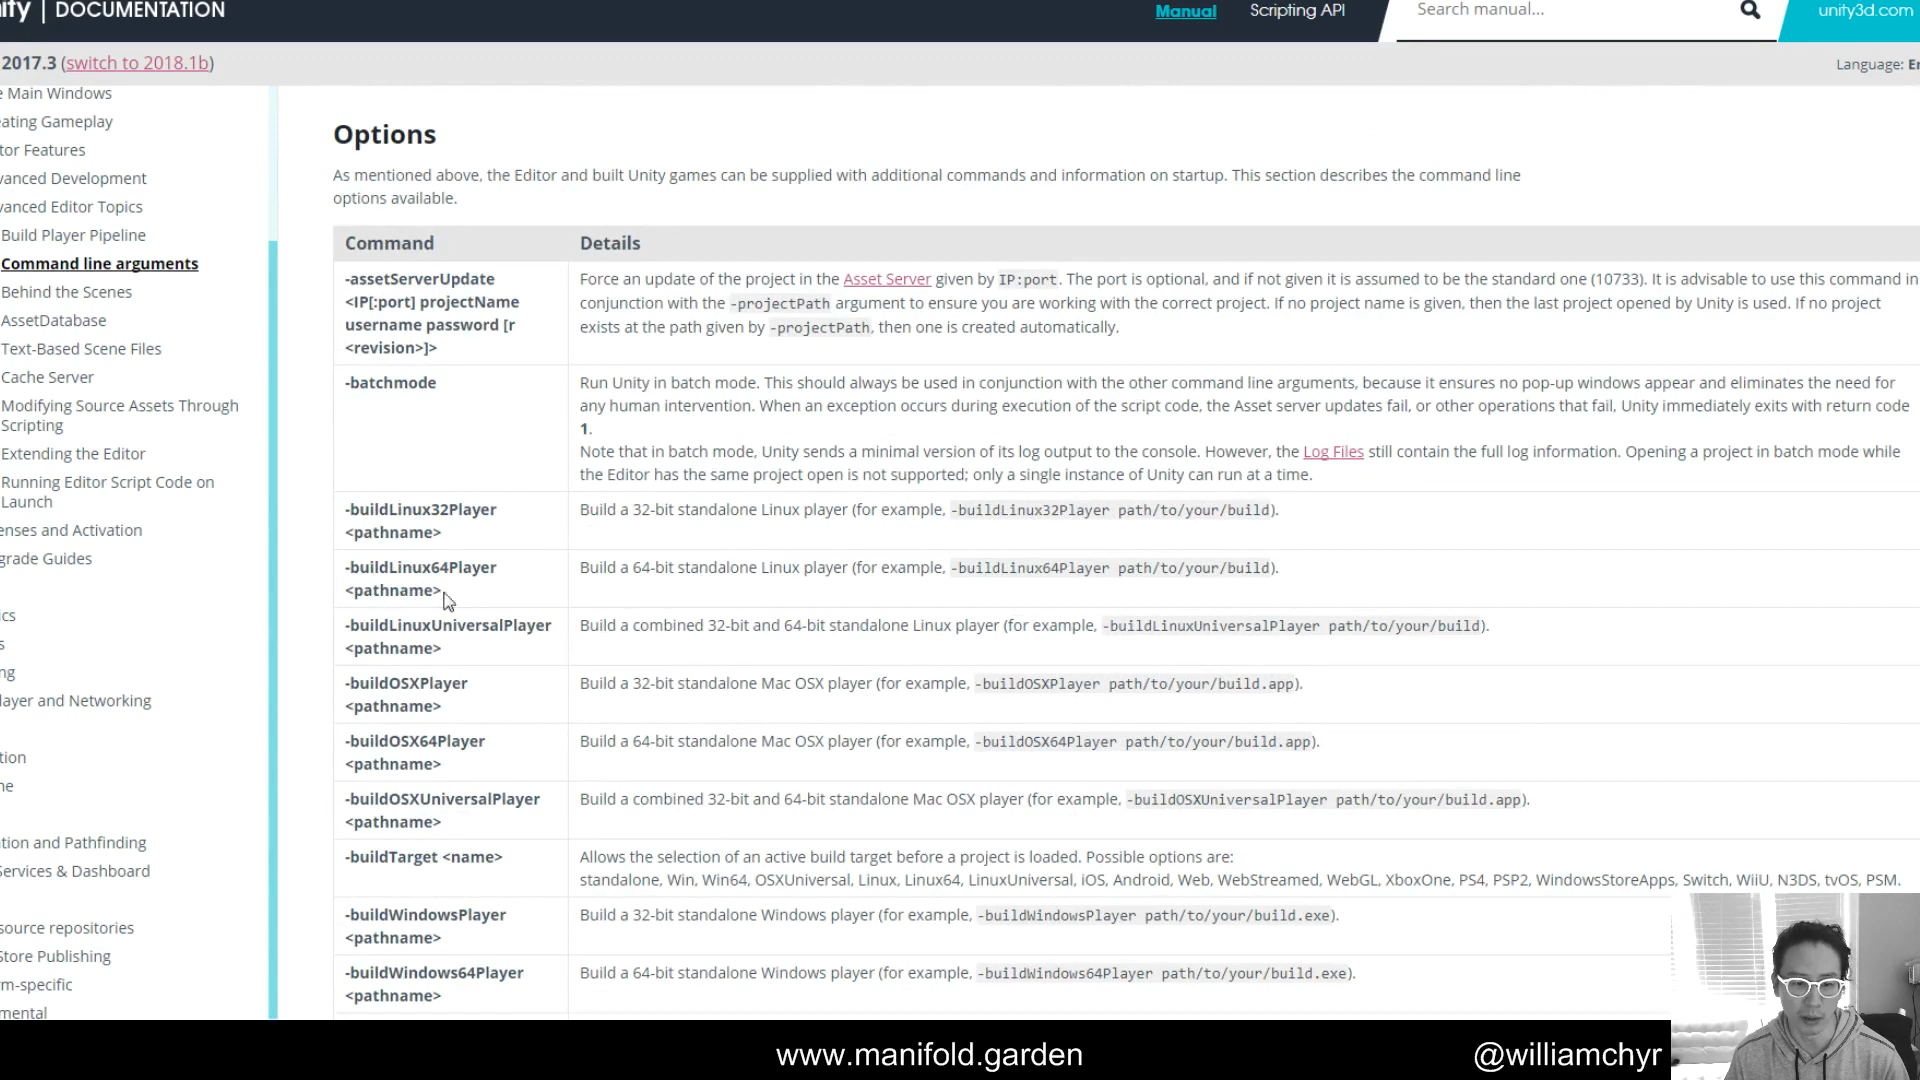 ity | DOCUMENTATION
Manual
Scripting API
Search manual...
unity3d.com
2017.3 (switch to 2018.1b)
Language: En
e Main Windows
ating Gameplay
tor Features
vanced Development
vanced Editor Topics
Build Player Pipeline
Command line arguments
Behind the Scenes
AssetDatabase
Text-Based Scene Files
Cache Server
Modifying Source Assets Through
Scripting
Extending the Editor
Running Editor Script Code on
Launch
enses and Activation
grade Guides
ics
s
ng
layer and Networking
tion
ne
tion and Pathfinding
Services & Dashboard
source repositories
Store Publishing
rm-specific
mental
Options
As mentioned above, the Editor and built Unity games can be supplied with additional commands and information on startup. This section describes the command line
options available.
Command Details
-assetServerUpdate
<IP[:port] projectName
username password [r
<revision>]>
Force an update of the project in the Asset Server given by IP:port. The port is optional, and if not given it is assumed to be the standard one (10733). It is advisable to use this command in
conjunction with the -projectPath argument to ensure you are working with the correct project. If no project name is given, then the last project opened by Unity is used. If no project
exists at the path given by -projectPath, then one is created automatically.
-batchmode
Run Unity in batch mode. This should always be used in conjunction with the other command line arguments, because it ensures no pop-up windows appear and eliminates the need for
any human intervention. When an exception occurs during execution of the script code, the Asset server updates fail, or other operations that fail, Unity immediately exits with return code
1.
Note that in batch mode, Unity sends a minimal version of its log output to the console. However, the Log Files still contain the full log information. Opening a project in batch mode while
the Editor has the same project open is not supported; only a single instance of Unity can run at a time.
-buildLinux32Player
<pathname>
Build a 32-bit standalone Linux player (for example, -buildLinux32Player path/to/your/build).
-buildLinux64Player
<pathname>
Build a 64-bit standalone Linux player (for example, -buildLinux64Player path/to/your/build).
-buildLinuxUniversalPlayer
<pathname>
Build a combined 32-bit and 64-bit standalone Linux player (for example, -buildLinuxUniversalPlayer path/to/your/build).
-buildOSXPlayer
<pathname>
Build a 32-bit standalone Mac OSX player (for example, -buildOSXPlayer path/to/your/build.app).
-buildOSX64Player
<pathname>
Build a 64-bit standalone Mac OSX player (for example, -buildOSX64Player path/to/your/build.app).
-buildOSXUniversalPlayer
<pathname>
Build a combined 32-bit and 64-bit standalone Mac OSX player (for example, -buildOSXUniversalPlayer path/to/your/build.app).
-buildTarget <name>
Allows the selection of an active build target before a project is loaded. Possible options are:
standalone, Win, Win64, OSXUniversal, Linux, Linux64, LinuxUniversal, iOS, Android, Web, WebStreamed, WebGL, XboxOne, PS4, PSP2, WindowsStoreApps, Switch, WiiU, N3DS, tvOS, PSM.
-buildWindowsPlayer
<pathname>
Build a 32-bit standalone Windows player (for example, -buildWindowsPlayer path/to/your/build.exe).
-buildWindows64Player
<pathname>
Build a 64-bit standalone Windows player (for example, -buildWindows64Player path/to/your/build.exe).
www.manifold.garden
@williamchyr